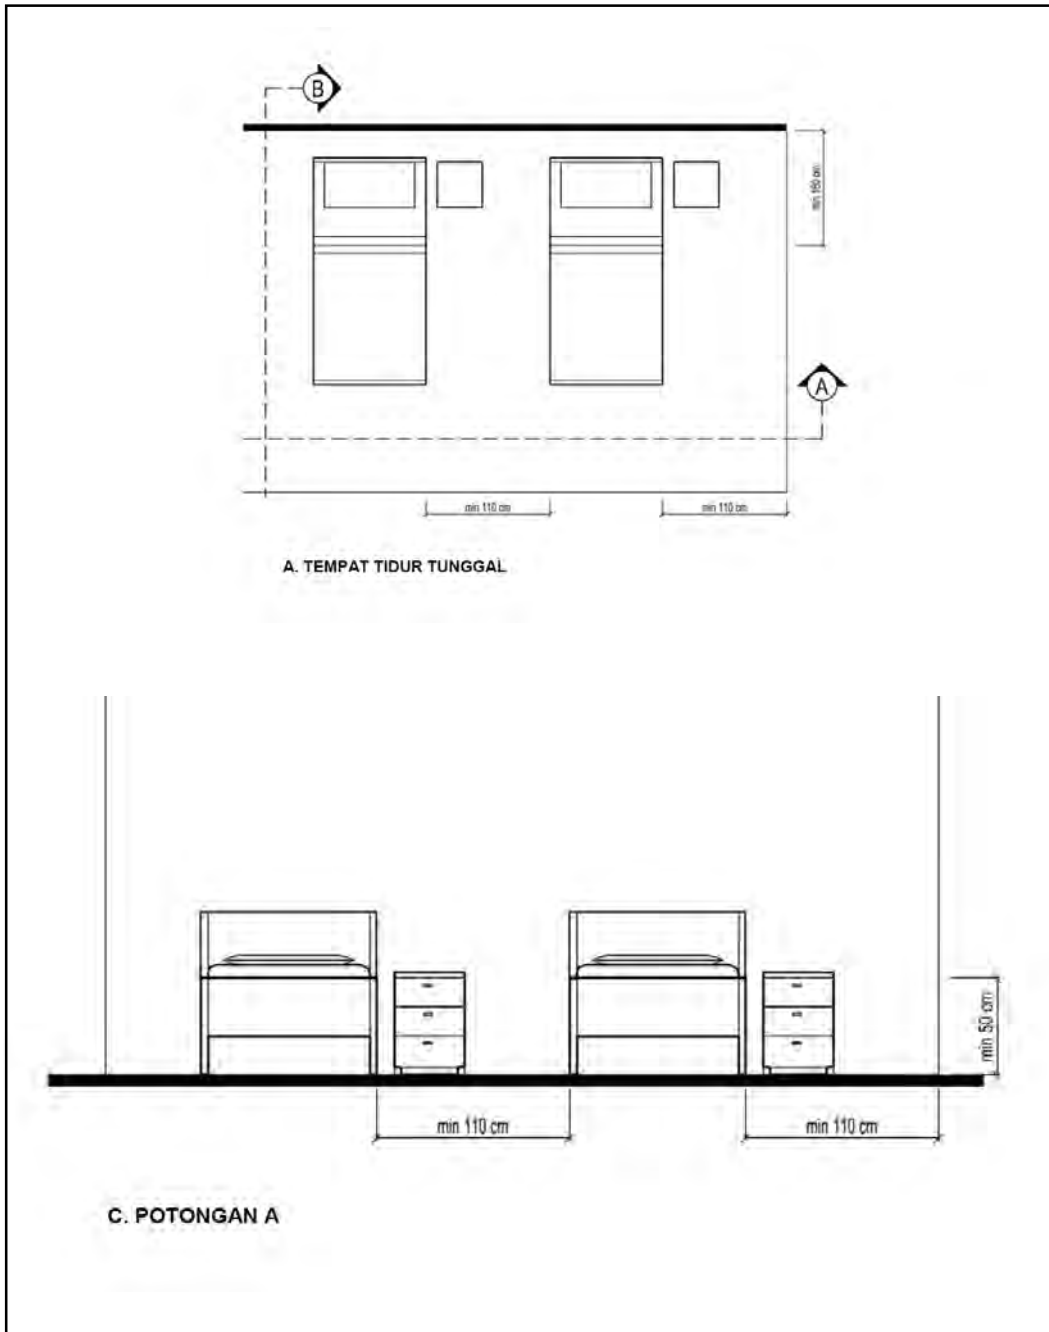 B
min 160 cm
A
min 110 cm
min 110 cm
A. TEMPAT TIDUR TUNGGAL
min 50 cm
min 110 cm
min 110 cm
C. POTONGAN A